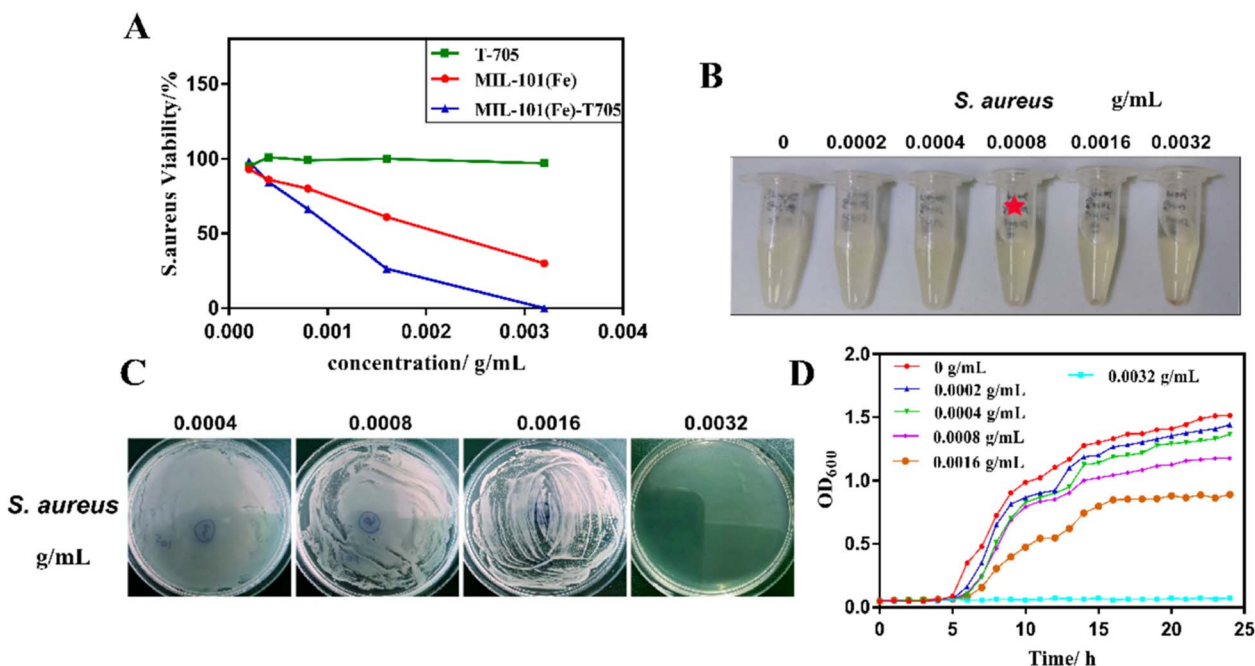 A
S.aureus Viability/%
150
100
50
0
0.000 0.001 0.002 0.003 0.004
concentration/ g/mL
T-705
MIL-101(Fe)
MIL-101(Fe)-T705
B
S. aureus g/mL
0 0.0002 0.0004 0.0008 0.0016 0.0032
C
0.0004 0.0008 0.0016 0.0032
S. aureus
g/mL
D
OD600
2.0
1.5
1.0
0.5
0.0
0 5 10 15 20 25
Time/ h
0 g/mL
0.0002 g/mL
0.0004 g/mL
0.0008 g/mL
0.0016 g/mL
0.0032 g/mL